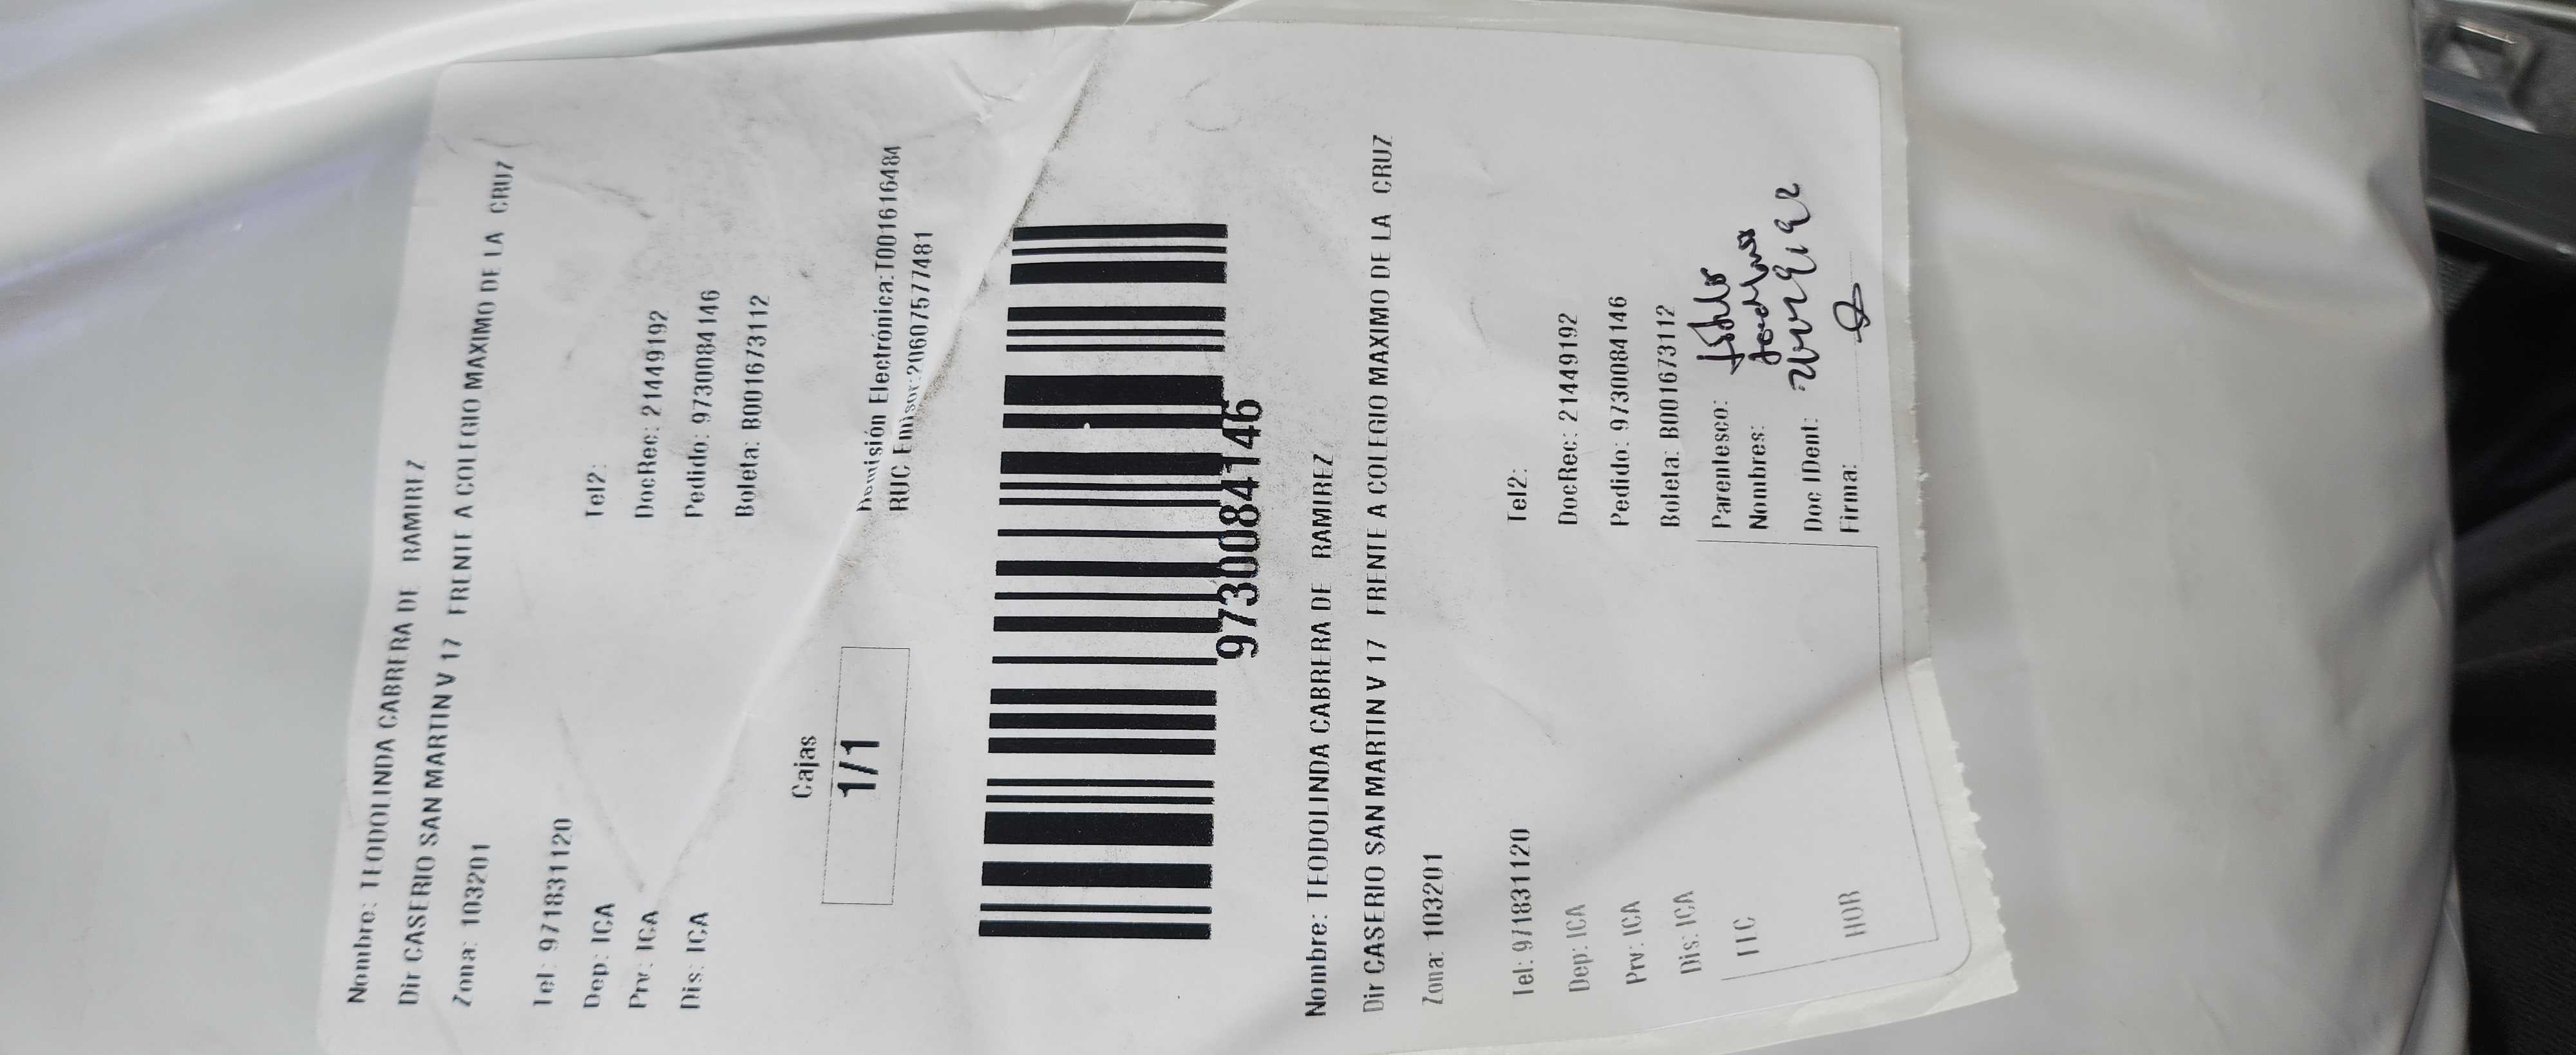 Nombre: TEODOLINDA CABRERA DE RAMIREZ
Dir CASERIO SAN MARTIN V 17 FRENTE A COLEGIO MAXIMO DE LA CRUZ
Zona: 103201
Tel: 971831120 Tel2:
Dep: ICA DocRec: 21449192
Prv: ICA Pedido: 9730084146
Dis: ICA Boleta: B001673112
Cajas
1/1
Remisión Electrónica:T001616484
RUC Emisor:20607577481
9730084146
Nombre: TEODOLINDA CABRERA DE RAMIREZ
Dir CASERIO SAN MARTIN V 17 FRENTE A COLEGIO MAXIMO DE LA CRUZ
Zona: 103201
Tel: 971831120 Tel2:
Dep: ICA DocRec: 21449192
Prv: ICA Pedido: 9730084146
Dis: ICA Boleta: B001673112
FEC Parentesco:
Nombres:
Doc IDent:
HOR Firma: